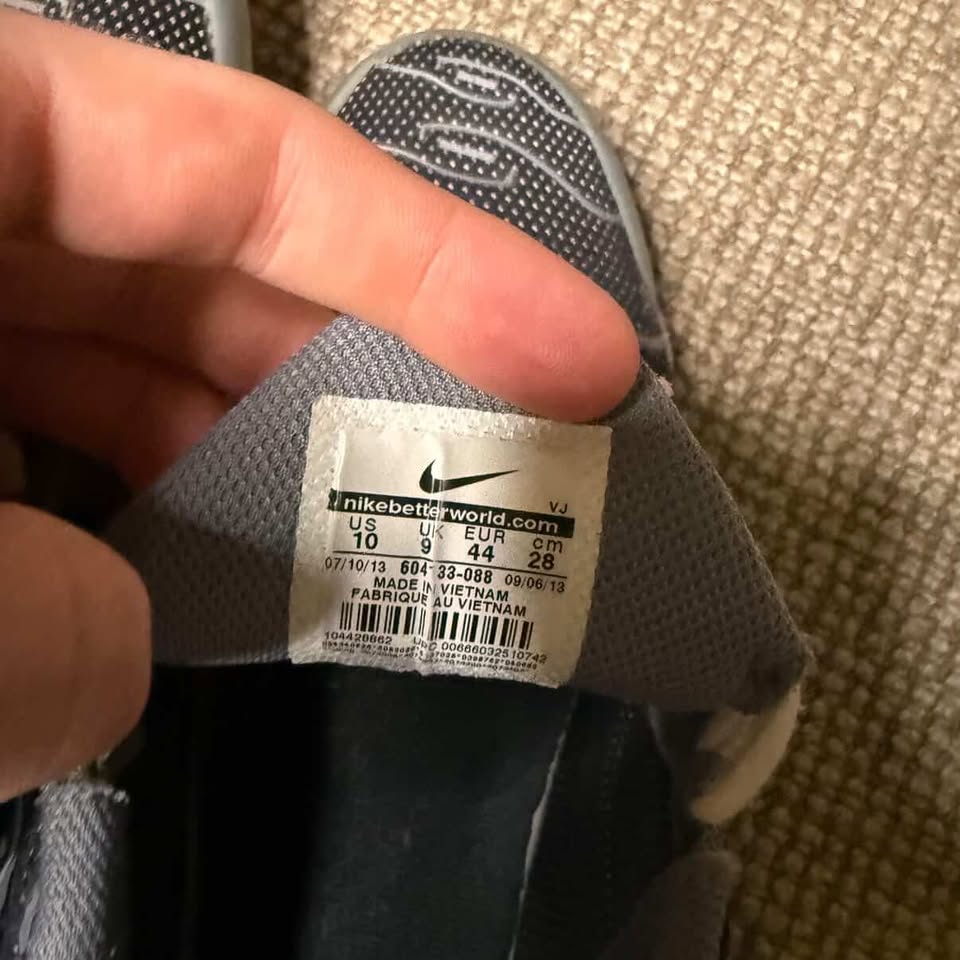 nikebetterworld.com
VJ
US UK EUR cm
10 9 44 28
07/10/13 09/06/13
MADE IN VIETNAM
FABRIQUE AU VIETNAM
104428862 00666032510742